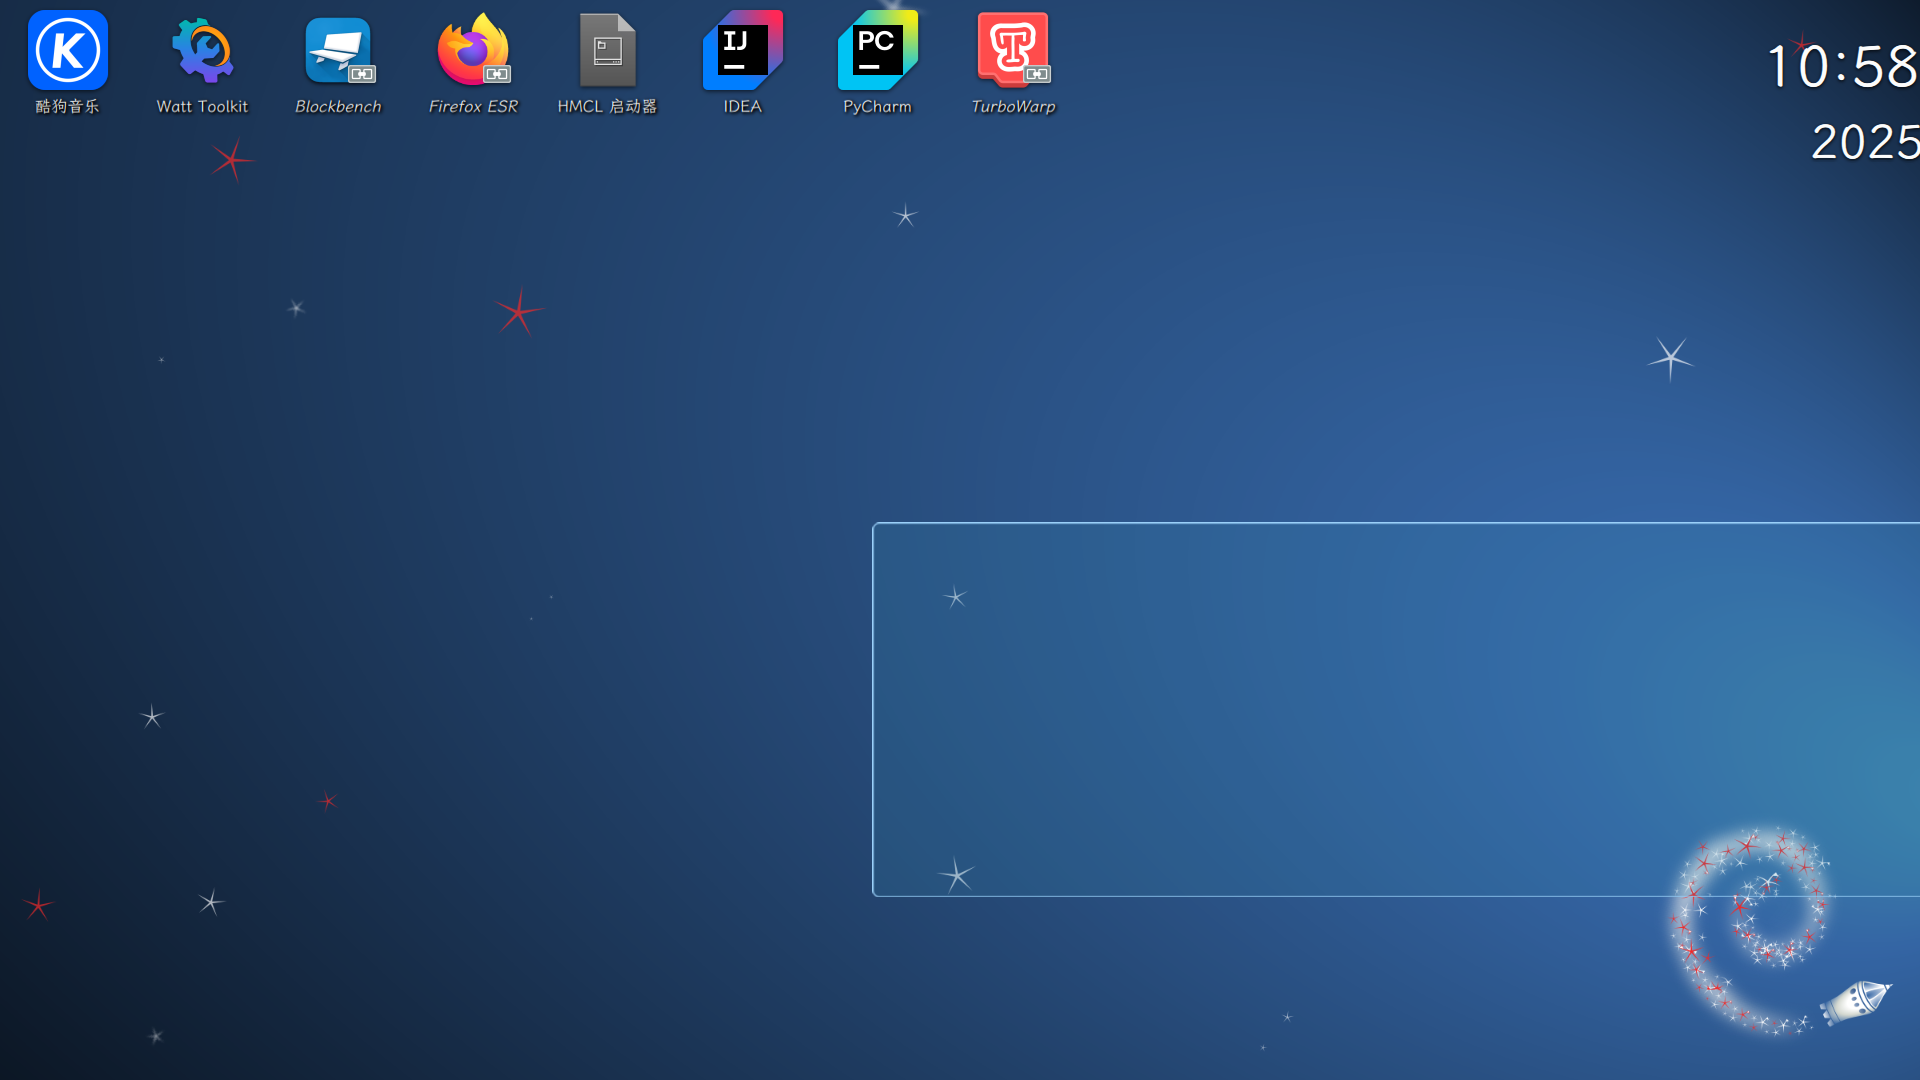 K
IJ
PC
T
酷狗音乐
Watt Toolkit
Blockbench
Firefox ESR
HMCL 启动器
IDEA
PyCharm
TurboWarp
10:58
2025